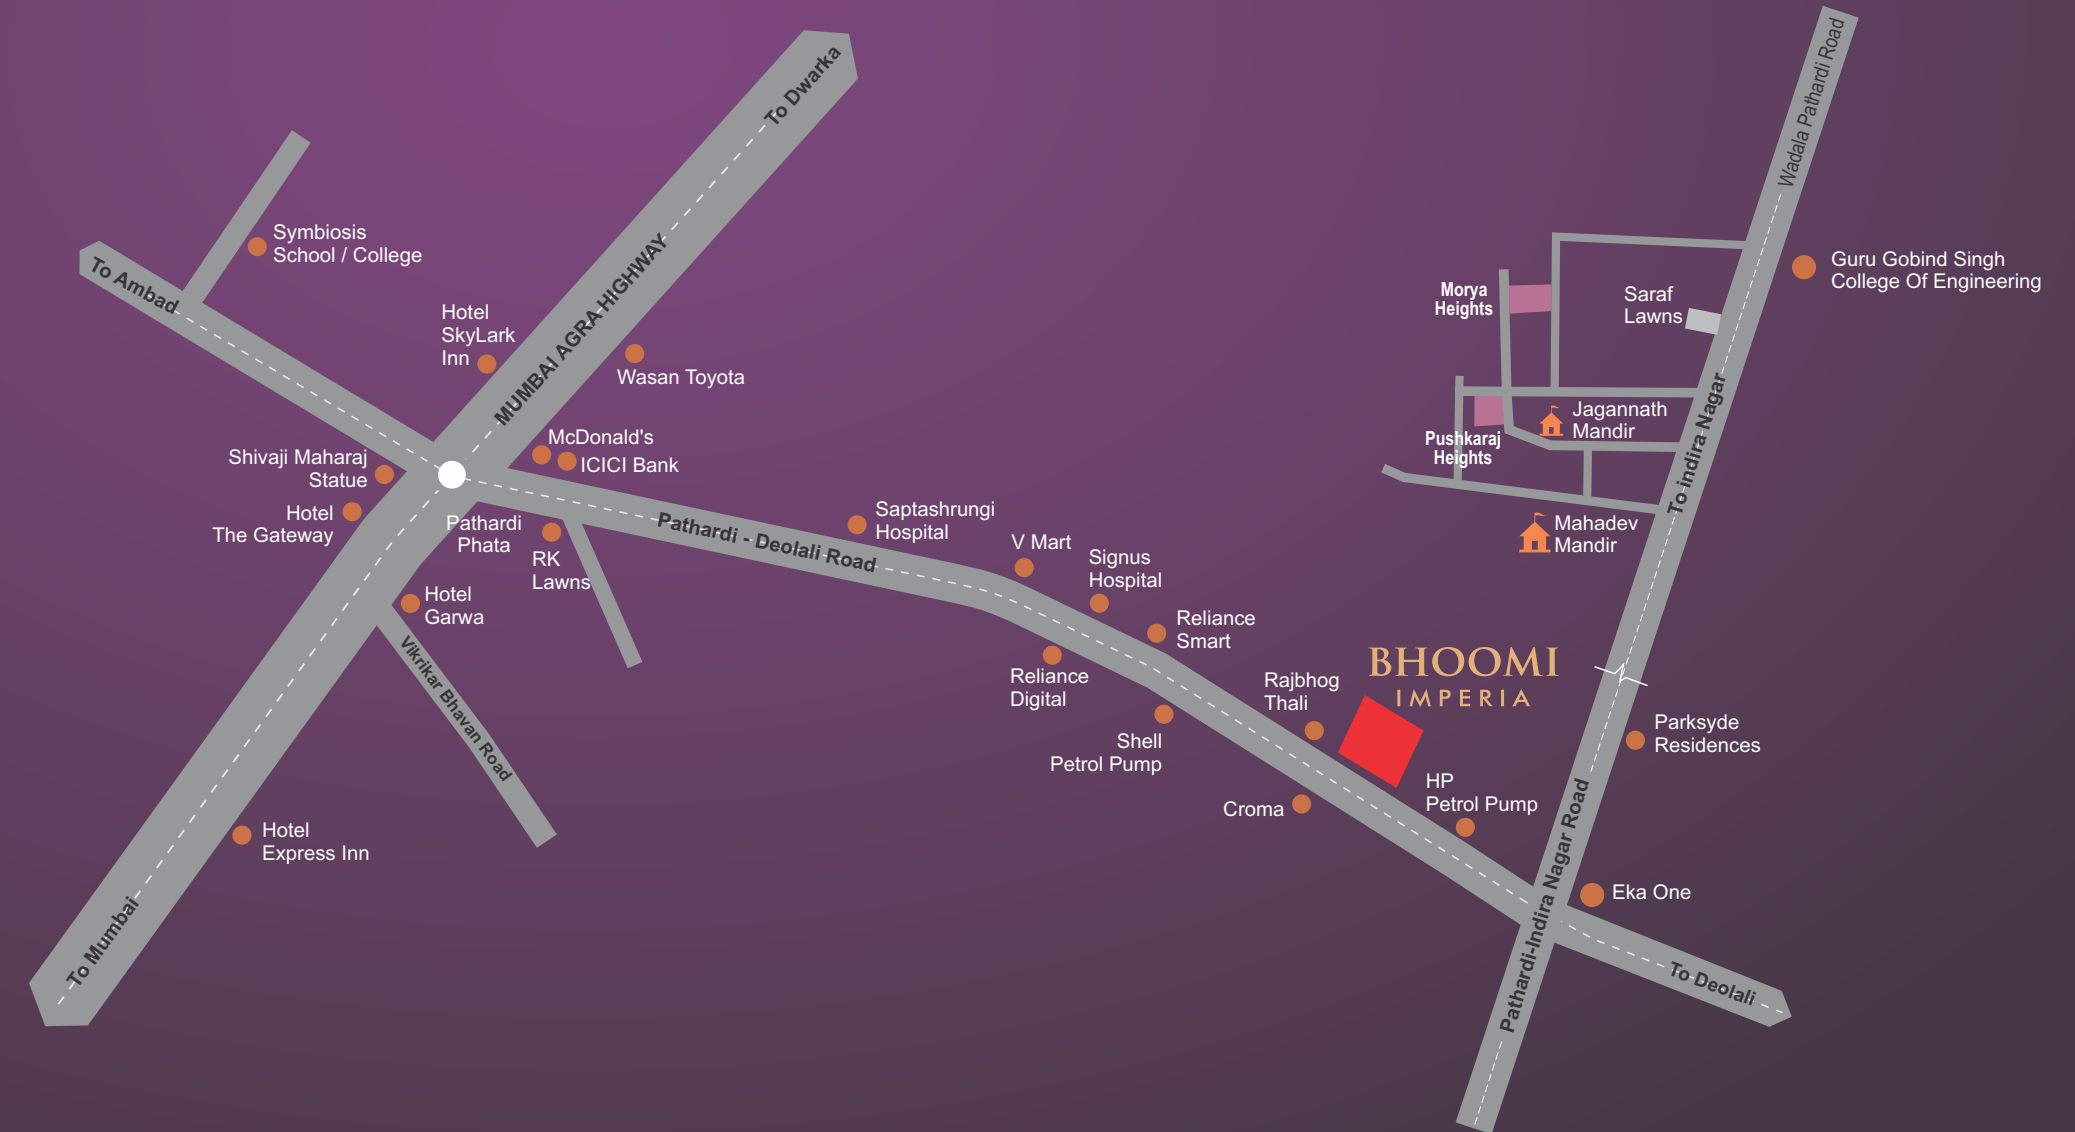 To Dwarka
Wadala Pathardi Road
Symbiosis
School / College
To Ambad
MUMBAI AGRA HIGHWAY
Hotel
SkyLark
Inn
Wasan Toyota
Guru Gobind Singh
College Of Engineering
Morya
Heights
Saraf
Lawns
To indira Nagar
Jagannath
Mandir
Pushkaraj
Heights
Mahadev
Mandir
McDonald's
ICICI Bank
Shivaji Maharaj
Statue
Hotel
The Gateway
Pathardi
Phata
RK
Lawns
Pathardi - Deolali Road
Saptashrungi
Hospital
V Mart
Signus
Hospital
Reliance
Smart
Hotel
Garwa
Vikrikar Bhavan Road
Reliance
Digital
Shell
Petrol Pump
Rajbhog
Thali
BHOOMI
IMPERIA
Parksyde
Residences
HP
Petrol Pump
Croma
Hotel
Express Inn
To Mumbai
Pathardi-Indira Nagar Road
Eka One
To Deolali